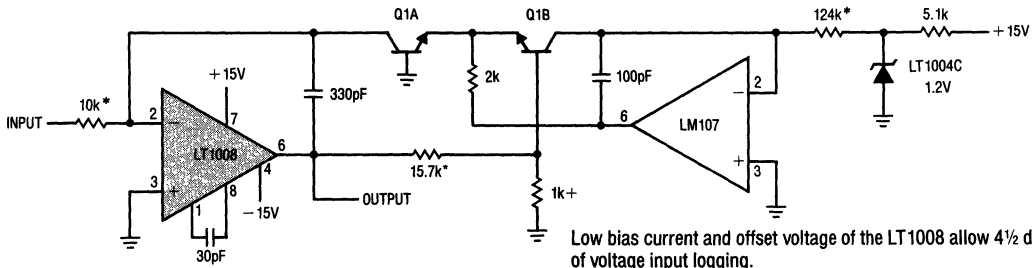 Q1A
Q1B
124k*
5.1k
+15V
2k
100pF
330pF
+15V
LT1004C
1.2V
10k*
INPUT
2
7
6
2
LM107
LT1008
6
4
15.7k*
3
8
3
1
-15V
OUTPUT
1k+
30pF
Low bias current and offset voltage of the LT1008 allow 4½ d
of voltage input logging.